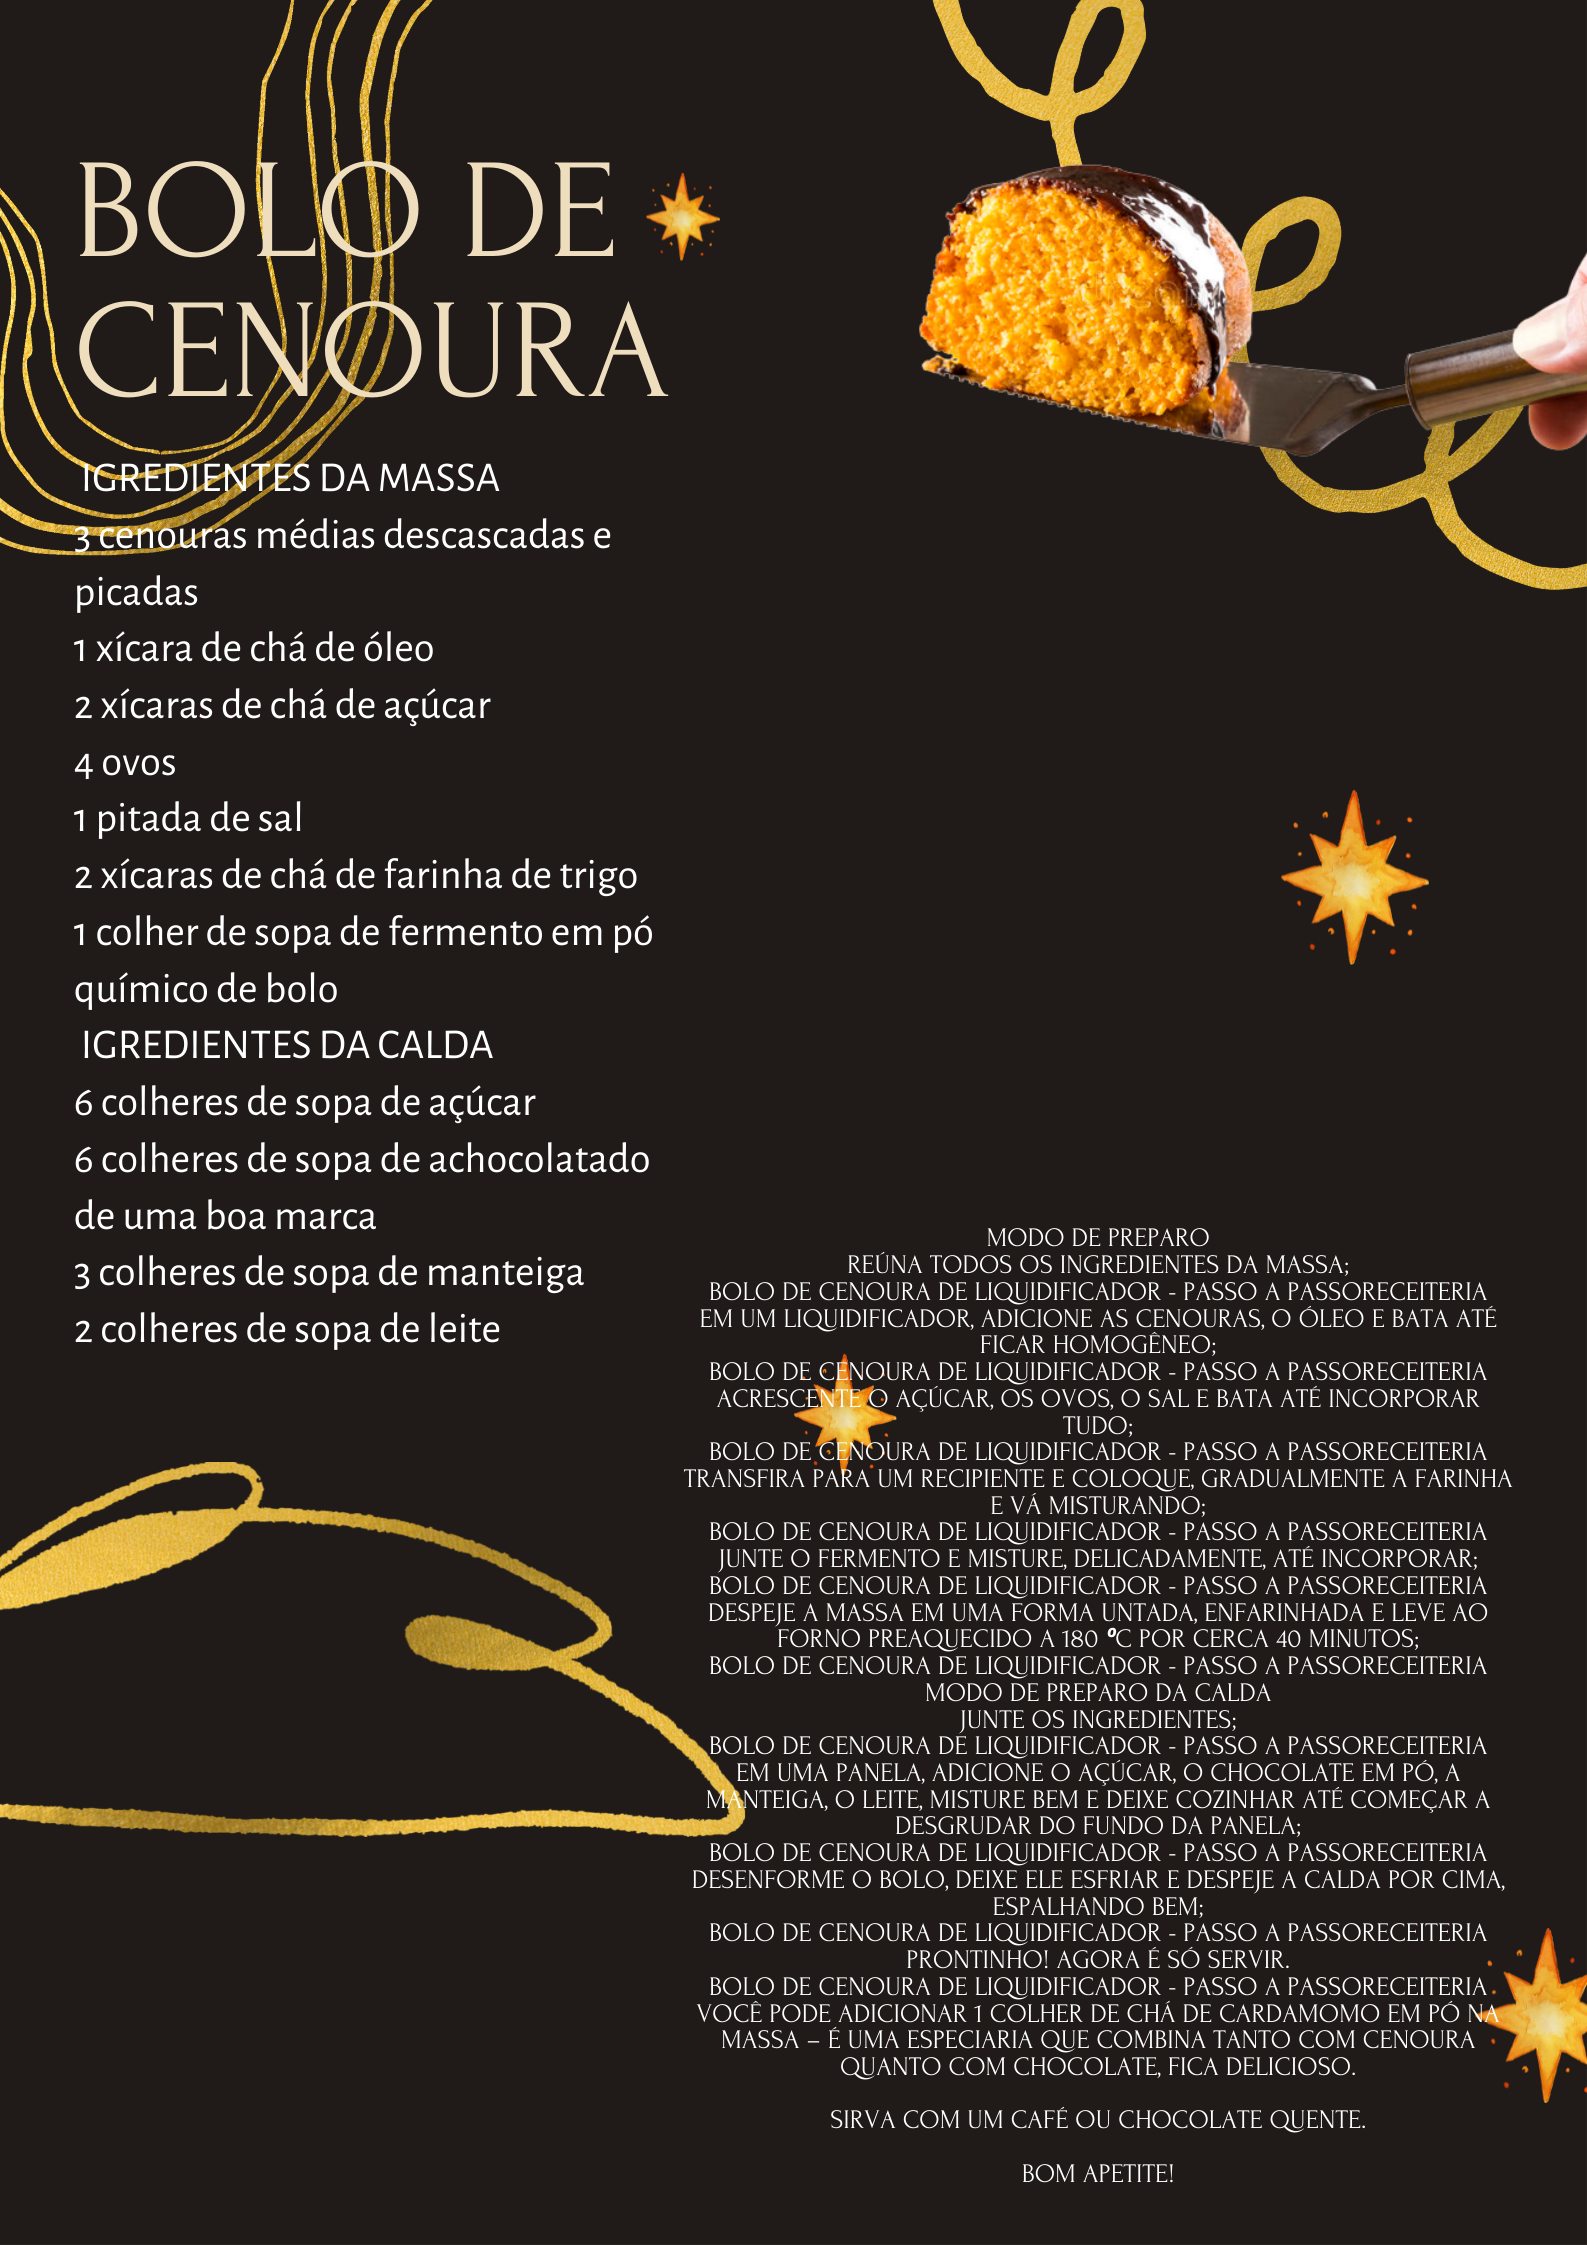 BOLO DE
CENOURA
IGREDIENTES DA MASSA
3 cenouras médias descascadas e
picadas
1 xícara de chá de óleo
2 xícaras de chá de açúcar
4 ovos
1 pitada de sal
2 xícaras de chá de farinha de trigo
1 colher de sopa de fermento em pó
químico de bolo
IGREDIENTES DA CALDA
6 colheres de sopa de açúcar
6 colheres de sopa de achocolatado
de uma boa marca
3 colheres de sopa de manteiga
2 colheres de sopa de leite
MODO DE PREPARO
REÚNA TODOS OS INGREDIENTES DA MASSA;
BOLO DE CENOURA DE LIQUIDIFICADOR - PASSO A PASSORECEITERIA
EM UM LIQUIDIFICADOR, ADICIONE AS CENOURAS, O ÓLEO E BATA ATÉ
FICAR HOMOGÊNEO;
BOLO DE CENOURA DE LIQUIDIFICADOR - PASSO A PASSORECEITERIA
ACRESCENTE O AÇÚCAR, OS OVOS, O SAL E BATA ATÉ INCORPORAR
TUDO;
BOLO DE CENOURA DE LIQUIDIFICADOR - PASSO A PASSORECEITERIA
TRANSFIRA PARA UM RECIPIENTE E COLOQUE, GRADUALMENTE A FARINHA
E VÁ MISTURANDO;
BOLO DE CENOURA DE LIQUIDIFICADOR - PASSO A PASSORECEITERIA
JUNTE O FERMENTO E MISTURE, DELICADAMENTE, ATÉ INCORPORAR;
BOLO DE CENOURA DE LIQUIDIFICADOR - PASSO A PASSORECEITERIA
DESPEJE A MASSA EM UMA FORMA UNTADA, ENFARINHADA E LEVE AO
FORNO PREAQUECIDO A 180 ºC POR CERCA 40 MINUTOS;
BOLO DE CENOURA DE LIQUIDIFICADOR - PASSO A PASSORECEITERIA
MODO DE PREPARO DA CALDA
JUNTE OS INGREDIENTES;
BOLO DE CENOURA DE LIQUIDIFICADOR - PASSO A PASSORECEITERIA
EM UMA PANELA, ADICIONE O AÇÚCAR, O CHOCOLATE EM PÓ, A
MANTEIGA, O LEITE, MISTURE BEM E DEIXE COZINHAR ATÉ COMEÇAR A
DESGRUDAR DO FUNDO DA PANELA;
BOLO DE CENOURA DE LIQUIDIFICADOR - PASSO A PASSORECEITERIA
DESENFORME O BOLO, DEIXE ELE ESFRIAR E DESPEJE A CALDA POR CIMA,
ESPALHANDO BEM;
BOLO DE CENOURA DE LIQUIDIFICADOR - PASSO A PASSORECEITERIA
PRONTINHO! AGORA É SÓ SERVIR.
BOLO DE CENOURA DE LIQUIDIFICADOR - PASSO A PASSORECEITERIA
VOCÊ PODE ADICIONAR 1 COLHER DE CHÁ DE CARDAMOMO EM PÓ NA
MASSA – É UMA ESPECIARIA QUE COMBINA TANTO COM CENOURA
QUANTO COM CHOCOLATE, FICA DELICIOSO.
SIRVA COM UM CAFÉ OU CHOCOLATE QUENTE.
BOM APETITE!